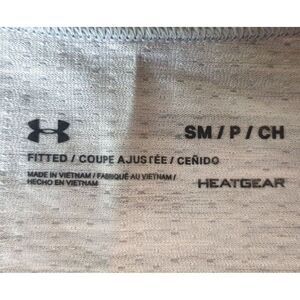 SM / P / CH
FITTED / COUPE AJUSTÉE / CEÑIDO
MADE IN VIETNAM / FABRIQUÉ AU VIETNAM /
HECHO EN VIETNAM
HEATGEAR